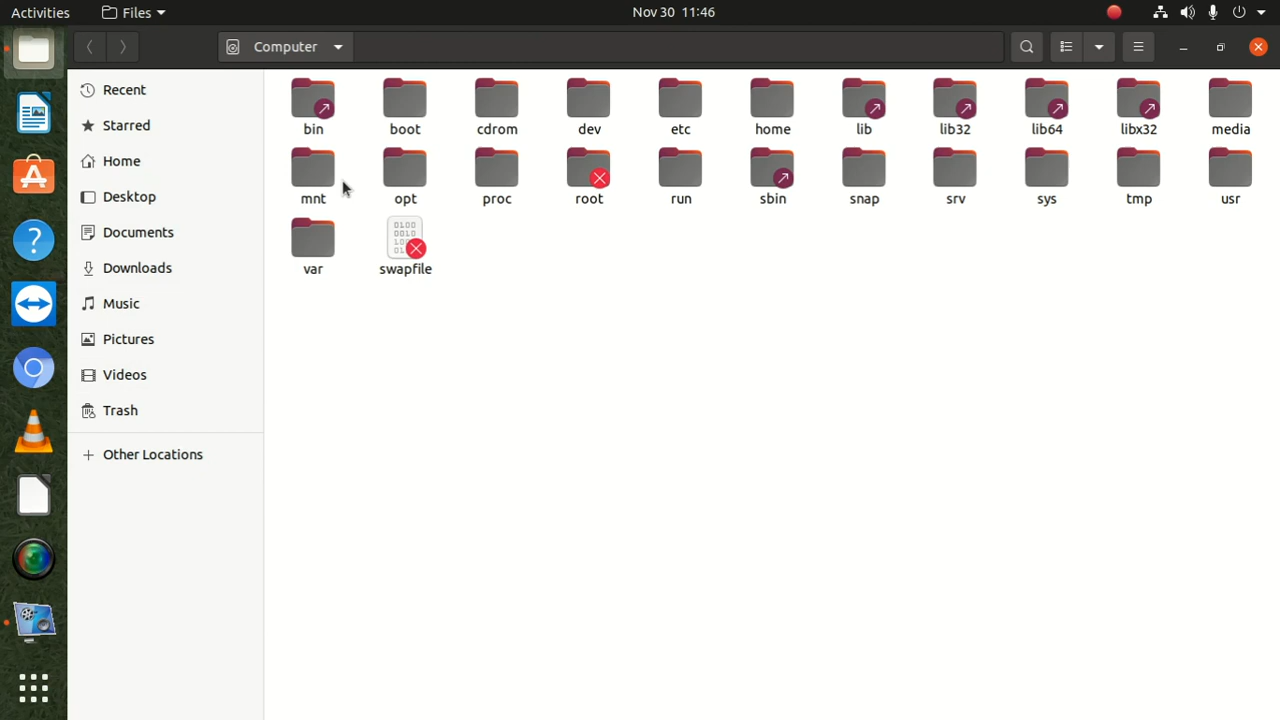 Activities Files Nov 30 11:46
Computer
Recent
Starred
Home
Desktop
Documents
Downloads
Music
Pictures
Videos
Trash
Other Locations
bin boot cdrom dev etc home lib lib32 lib64 libx32 media
mnt opt proc root run sbin snap srv sys tmp usr
var swapfile